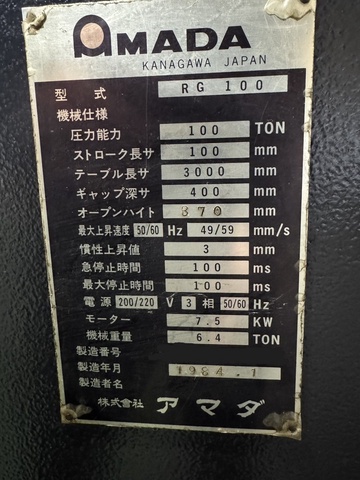 AMADA
KANAGAWA JAPAN
型式 RG 100
機械仕様
圧力能力 100 TON
ストローク長サ 100 mm
テーブル長サ 3000 mm
ギャップ深サ 400 mm
オープンハイト 370 mm
最大上昇速度 50/60 Hz 49/59 mm/s
慣性上昇値 3 mm
急停止時間 100 ms
最大停止時間 100 ms
電源 200/220 V 3 相 50/60 Hz
モーター 7.5 KW
機械重量 6.4 TON
製造番号
製造年月 1984.1
製造者名
株式会社 アマダ